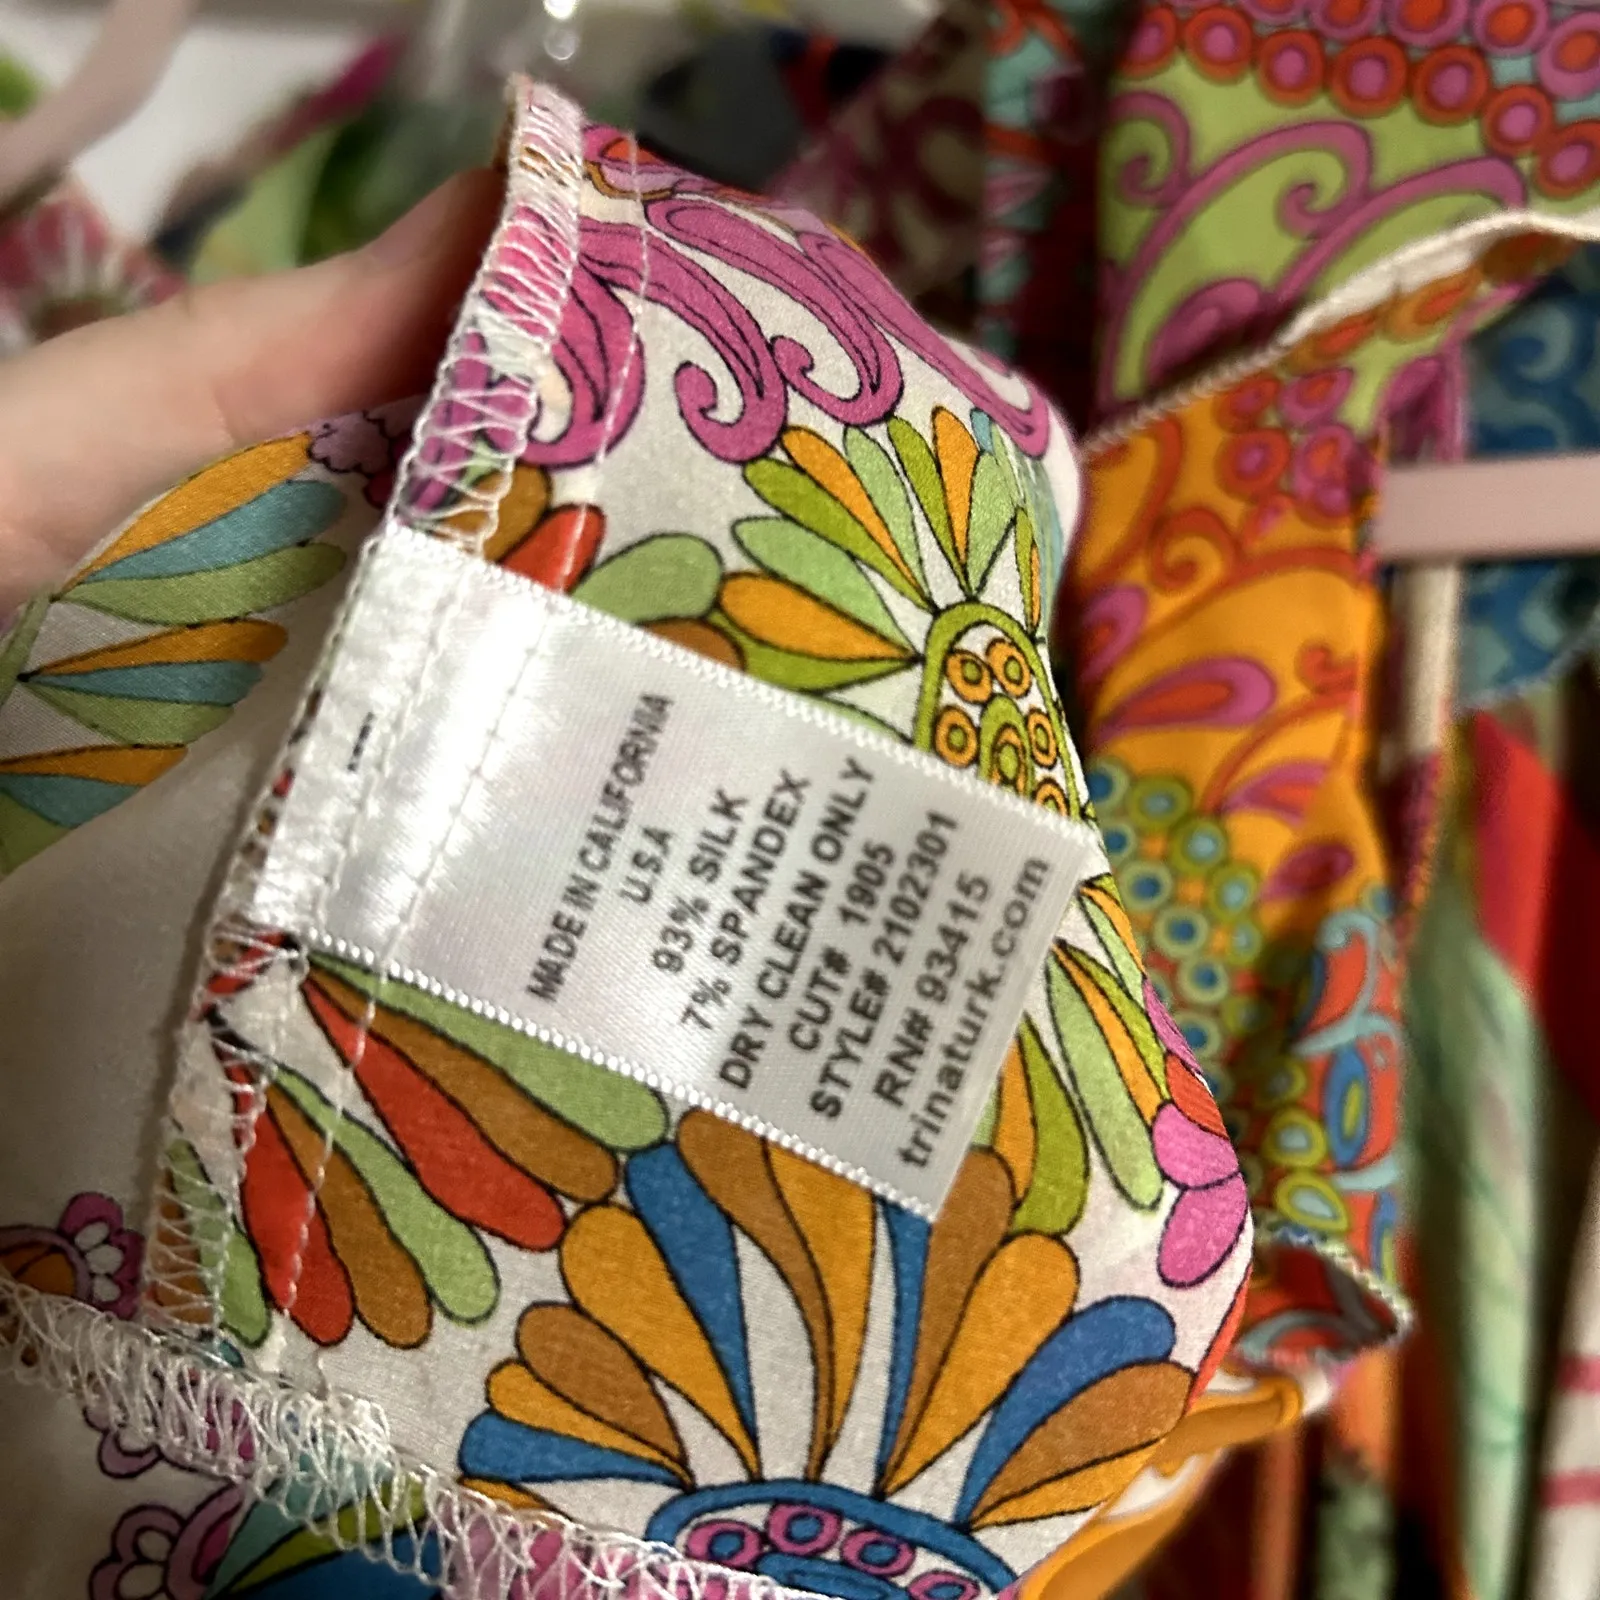 MADE IN CALIFORNIA
U.S.A
93% SILK
7% SPANDEX
DRY CLEAN ONLY
CUT# 1905
STYLE# 2102301
RN# 93415
trinaturk.com